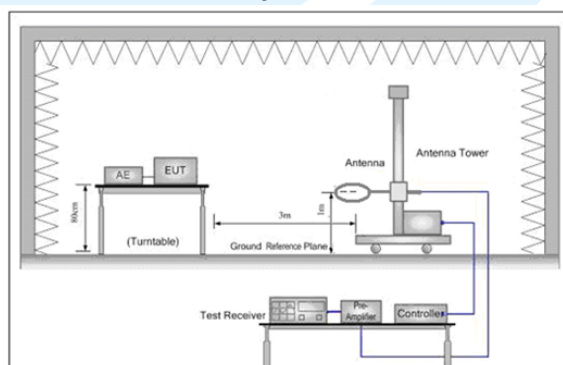 Antenna
Antenna Tower
AE
EUT
80cm
(Turntable)
3m
1m
Ground Reference Plane
Test Receiver
Pre-
Amplifier
Controller